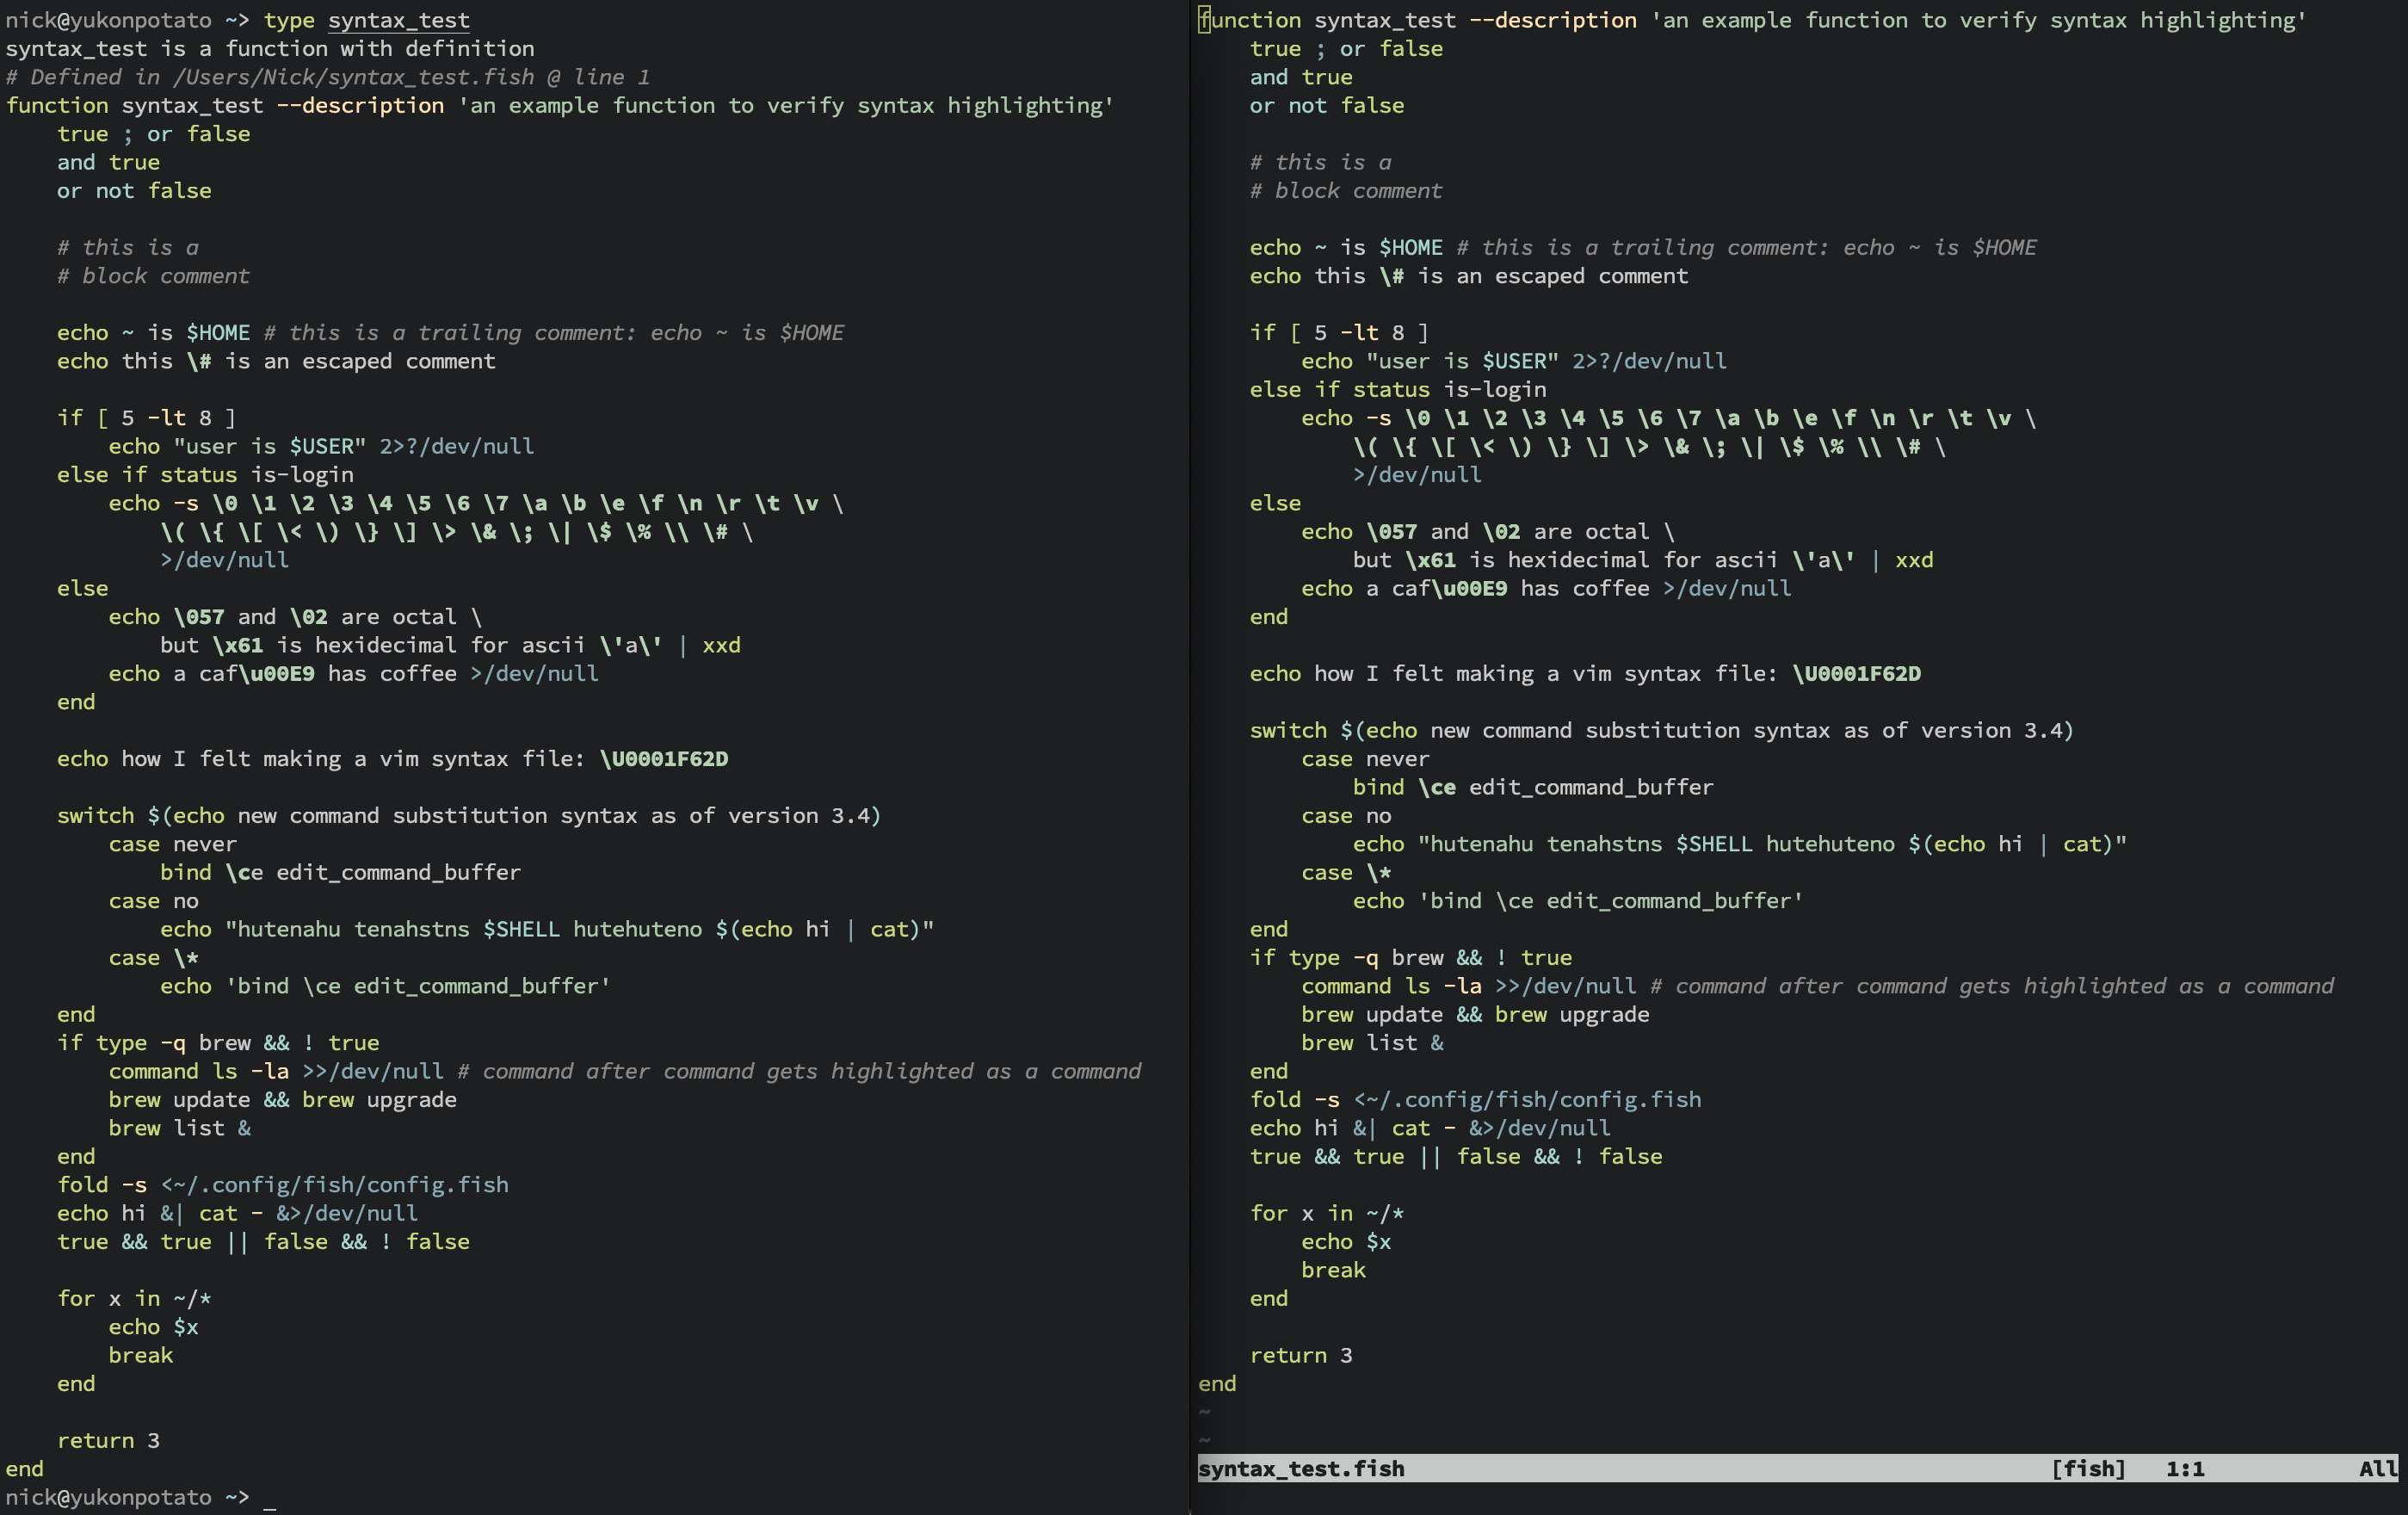 nick@yukonpotato ~> type syntax_test
syntax_test is a function with definition
# Defined in /Users/Nick/syntax_test.fish @ line 1
function syntax_test --description 'an example function to verify syntax highlighting'
    true ; or false
    and true
    or not false

    # this is a
    # block comment

    echo ~ is $HOME # this is a trailing comment: echo ~ is $HOME
    echo this \# is an escaped comment

    if [ 5 -lt 8 ]
        echo "user is $USER" 2>?/dev/null
    else if status is-login
        echo -s \0 \1 \2 \3 \4 \5 \6 \7 \a \b \e \f \n \r \t \v \
            \( \{ \[ \< \) \} \] \> \& \; \| \$ \% \\ \# \
            >/dev/null
    else
        echo \057 and \02 are octal \
            but \x61 is hexidecimal for ascii \'a\' | xxd
        echo a caf\u00E9 has coffee >/dev/null
    end

    echo how I felt making a vim syntax file: \U0001F62D

    switch $(echo new command substitution syntax as of version 3.4)
        case never
            bind \ce edit_command_buffer
        case no
            echo "hutenahu tenahstns $SHELL hutehuteno $(echo hi | cat)"
        case \*
            echo 'bind \ce edit_command_buffer'
    end
    if type -q brew && ! true
        command ls -la >>/dev/null # command after command gets highlighted as a command
        brew update && brew upgrade
        brew list &
    end
    fold -s <~/.config/fish/config.fish
    echo hi &| cat - &>/dev/null
    true && true || false && ! false

    for x in ~/*
        echo $x
        break
    end

    return 3
end
nick@yukonpotato ~> _
function syntax_test --description 'an example function to verify syntax highlighting'
    true ; or false
    and true
    or not false

    # this is a
    # block comment

    echo ~ is $HOME # this is a trailing comment: echo ~ is $HOME
    echo this \# is an escaped comment

    if [ 5 -lt 8 ]
        echo "user is $USER" 2>?/dev/null
    else if status is-login
        echo -s \0 \1 \2 \3 \4 \5 \6 \7 \a \b \e \f \n \r \t \v \
            \( \{ \[ \< \) \} \] \> \& \; \| \$ \% \\ \# \
            >/dev/null
    else
        echo \057 and \02 are octal \
            but \x61 is hexidecimal for ascii \'a\' | xxd
        echo a caf\u00E9 has coffee >/dev/null
    end

    echo how I felt making a vim syntax file: \U0001F62D

    switch $(echo new command substitution syntax as of version 3.4)
        case never
            bind \ce edit_command_buffer
        case no
            echo "hutenahu tenahstns $SHELL hutehuteno $(echo hi | cat)"
        case \*
            echo 'bind \ce edit_command_buffer'
    end
    if type -q brew && ! true
        command ls -la >>/dev/null # command after command gets highlighted as a command
        brew update && brew upgrade
        brew list &
    end
    fold -s <~/.config/fish/config.fish
    echo hi &| cat - &>/dev/null
    true && true || false && ! false

    for x in ~/*
        echo $x
        break
    end

    return 3
end
~
~
syntax_test.fish [fish] 1:1 All